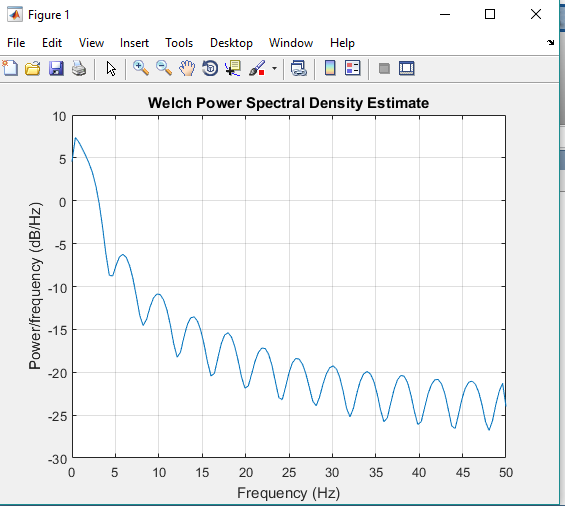 Figure 1
File Edit View Insert Tools Desktop Window Help
Welch Power Spectral Density Estimate
10
5
0
-5
-10
-15
-20
-25
-30
Power/frequency (dB/Hz)
0 5 10 15 20 25 30 35 40 45 50
Frequency (Hz)